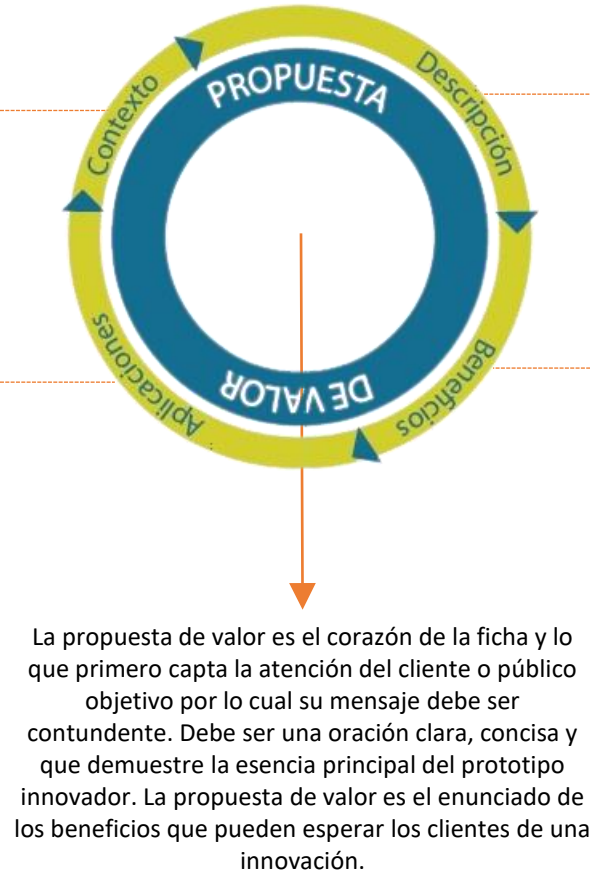 PROPUESTA
DE VALOR
Contexto
Descripción
Beneficios
Aplicaciones
La propuesta de valor es el corazón de la ficha y lo
que primero capta la atención del cliente o público
objetivo por lo cual su mensaje debe ser
contundente. Debe ser una oración clara, concisa y
que demuestre la esencia principal del prototipo
innovador. La propuesta de valor es el enunciado de
los beneficios que pueden esperar los clientes de una
innovación.